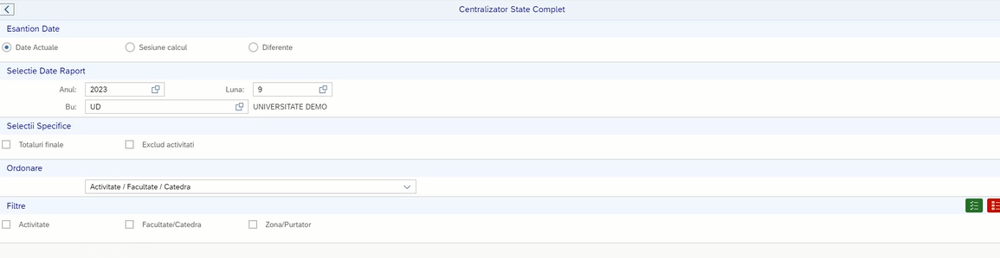 Centralizator State Complet
Esantion Date
Date Actuale Sesiune calcul Diferente
Selectie Date Raport
Anul: 2023 Luna: 9
Bu: UD UNIVERSITATE DEMO
Selectii Specifice
Totaluri finale Exclud activitati
Ordonare
Activitate / Facultate / Catedra
Filtre
Activitate Facultate/Catedra Zona/Purtator